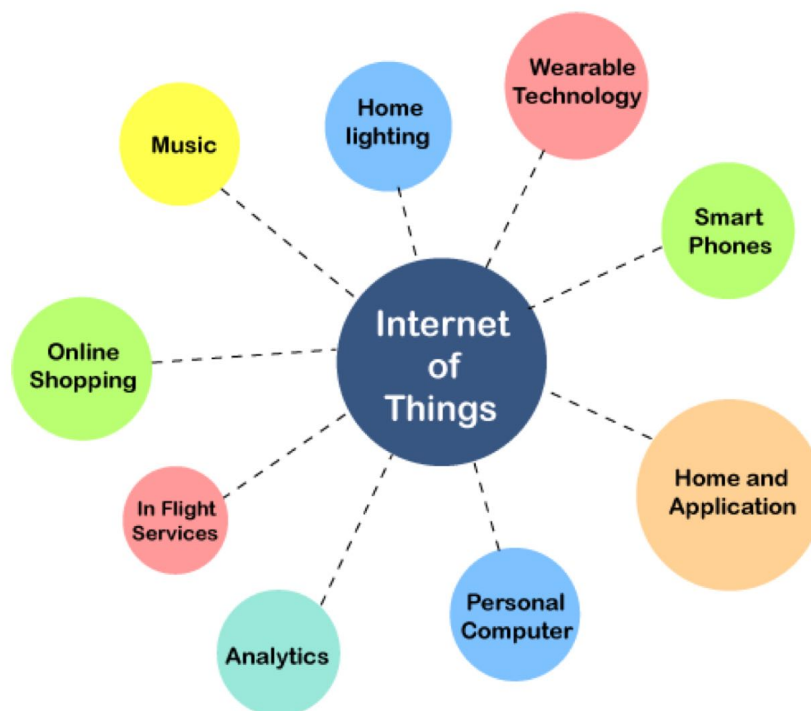 Wearable
Technology
Home
lighting
Music
Smart
Phones
Internet
of
Things
Online
Shopping
Home and
Application
In Flight
Services
Personal
Computer
Analytics